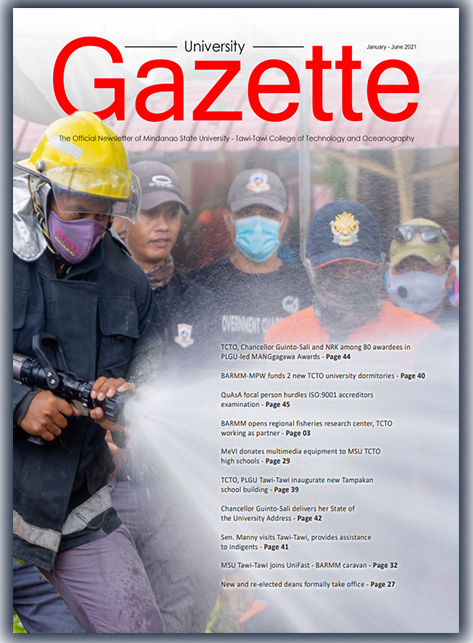 University
January - June 2021
Gazette
The Official Newsletter of Mindanao State University - Tawi-Tawi College of Technology and Oceanography
OVERNMENT GUA
TCTO, Chancellor Guinto-Sali and NRK among 80 awardees in
PLGU-led MANGgagawa Awards - Page 44
BARMM-MPW funds 2 new TCTO university dormitories - Page 40
QuAsA focal person hurdles ISO:9001 accreditors
examination - Page 45
BARMM opens regional fisheries research center, TCTO
working as partner - Page 03
MeVI donates multimedia equipment to MSU TCTO
high schools - Page 29
TCTO, PLGU Tawi-Tawi inaugurate new Tampakan
school building - Page 39
Chancellor Guinto-Sali delivers her State of
the University Address - Page 42
Sen. Manny visits Tawi-Tawi, provides assistance
to indigents - Page 41
MSU Tawi-Tawi joins UniFast - BARMM caravan - Page 32
New and re-elected deans formally take office - Page 27